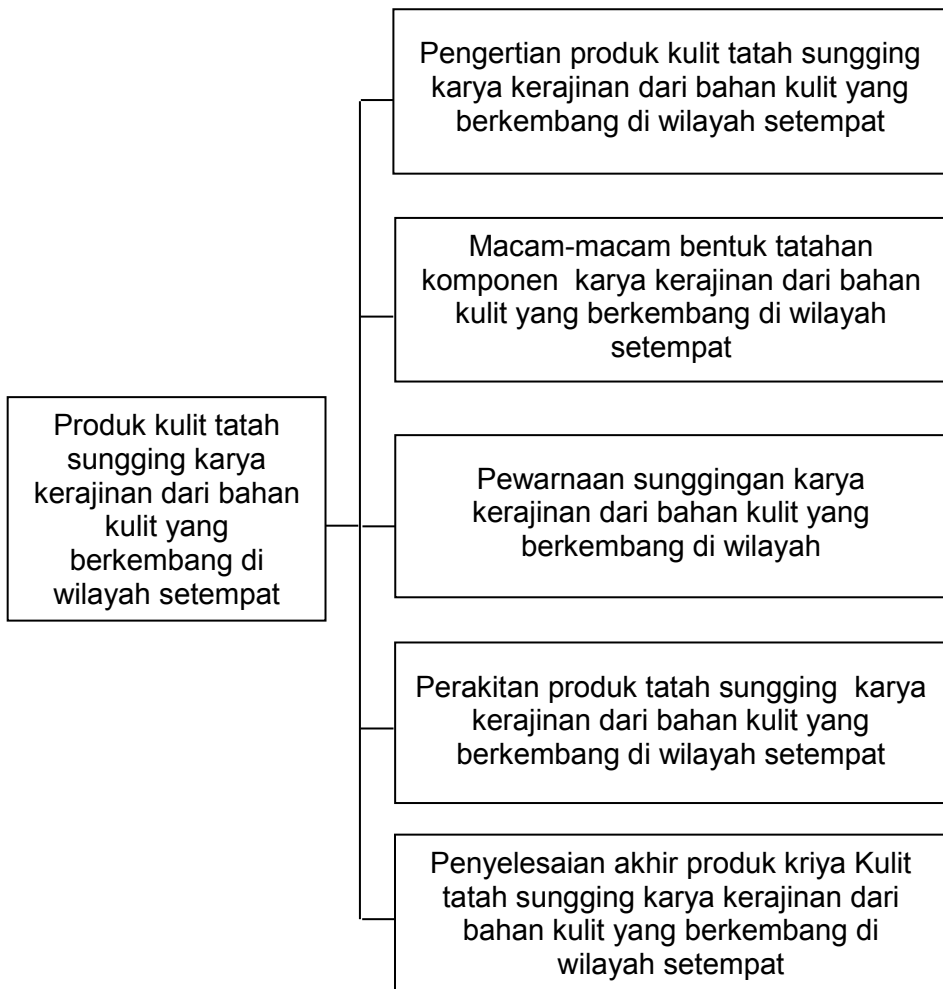 Pengertian produk kulit tatah sungging
karya kerajinan dari bahan kulit yang
berkembang di wilayah setempat
Macam-macam bentuk tatahan
komponen karya kerajinan dari bahan
kulit yang berkembang di wilayah
setempat
Produk kulit tatah
sungging karya
kerajinan dari bahan
kulit yang
berkembang di
wilayah setempat
Pewarnaan sunggingan karya
kerajinan dari bahan kulit yang
berkembang di wilayah
Perakitan produk tatah sungging karya
kerajinan dari bahan kulit yang
berkembang di wilayah setempat
Penyelesaian akhir produk kriya Kulit
tatah sungging karya kerajinan dari
bahan kulit yang berkembang di
wilayah setempat